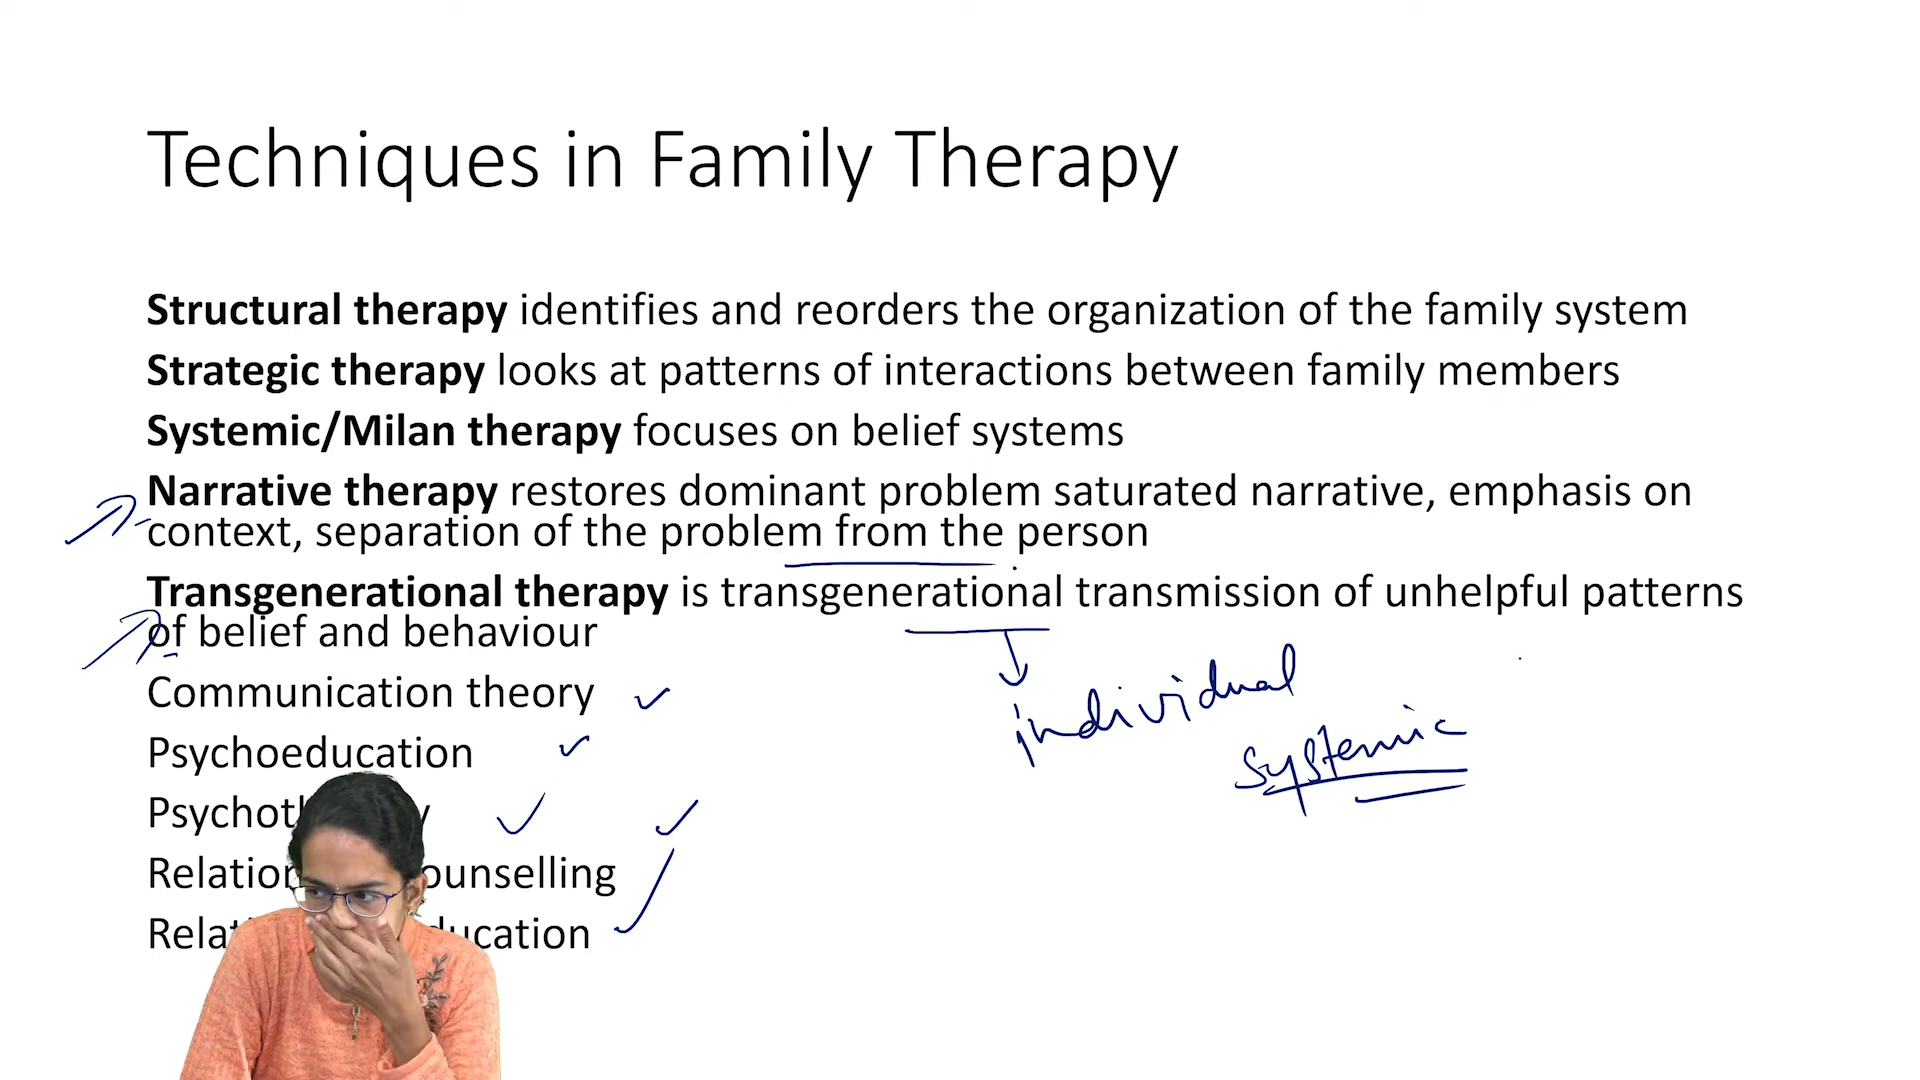 Techniques in Family Therapy
Structural therapy identifies and reorders the organization of the family system
Strategic therapy looks at patterns of interactions between family members
Systemic/Milan therapy focuses on belief systems
Narrative therapy restores dominant problem saturated narrative, emphasis on
context, separation of the problem from the person
Transgenerational therapy is transgenerational transmission of unhelpful patterns
of belief and behaviour
Communication theory
individual
systemic
Psychoeducation